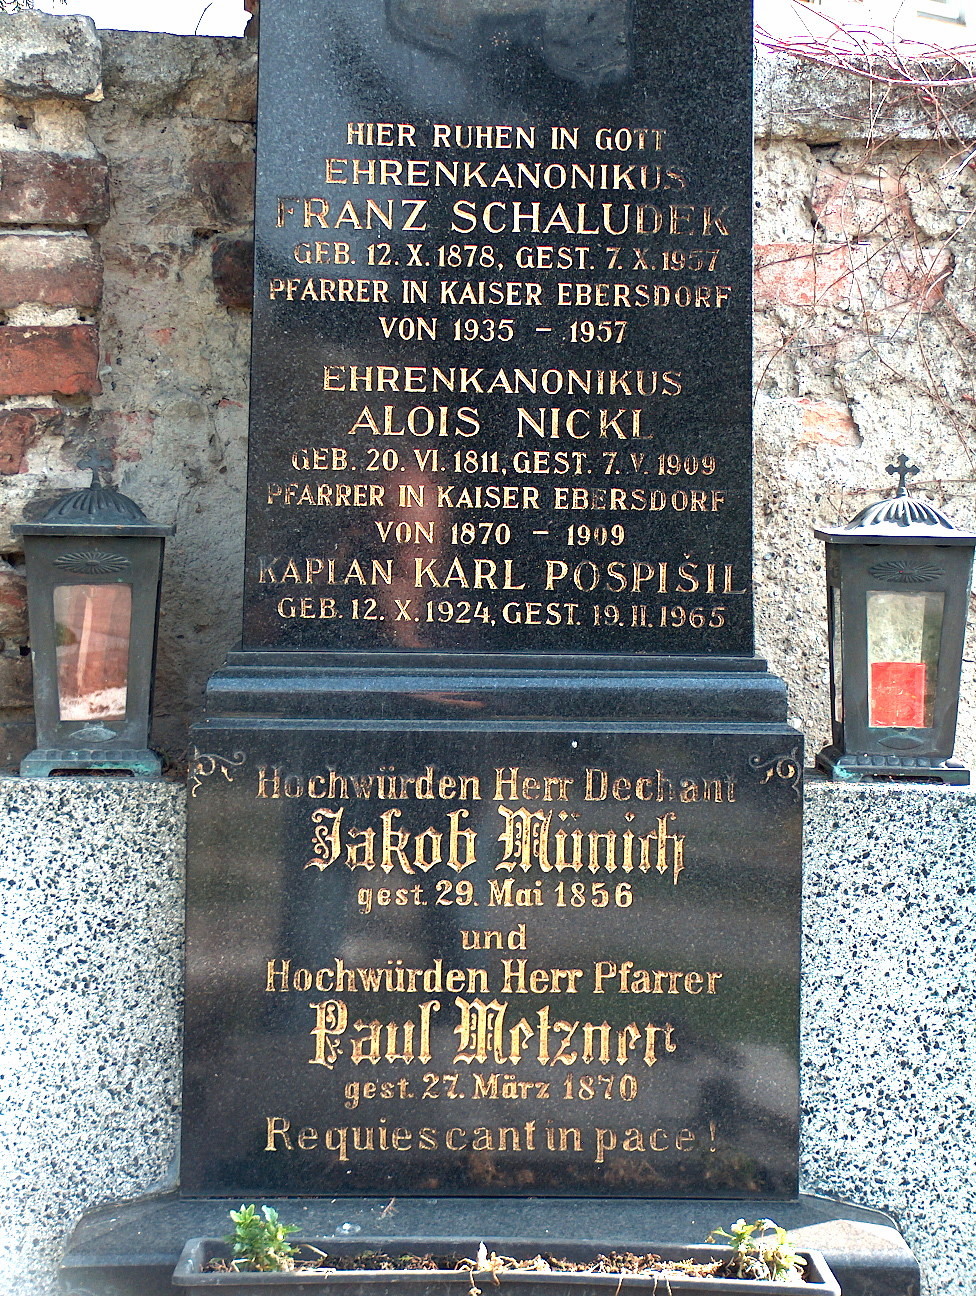 HIER RUHEN IN GOTT
EHRENKANONIKUS
FRANZ SCHALUDEK
GEB. 12. X. 1878, GEST. 7. X. 1957
PFARRER IN KAISER EBERSDORF
VON 1935 – 1957
EHRENKANONIKUS
ALOIS NICKL
GEB. 20. VI. 1811, GEST. 7. V. 1909
PFARRER IN KAISER EBERSDORF
VON 1870 – 1909
KAPLAN KARL POSPIŠIL
GEB. 12. X. 1924, GEST. 19. II. 1965
Hochwürden Herr Dechant
Jakob Münich
gest. 29. Mai 1856
und
Hochwürden Herr Pfarrer
Paul Metzner
gest. 27. März 1870
Requiescant in pace!